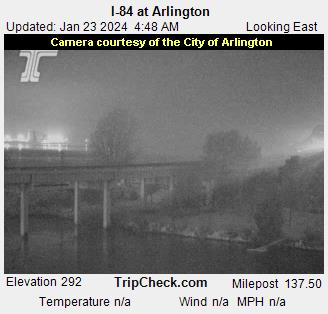 I-84 at Arlington
Updated: Jan 23 2024 4:48 AM Looking East
Camera courtesy of the City of Arlington
Elevation 292 TripCheck.com Milepost 137.50
Temperature n/a Wind n/a MPH n/a